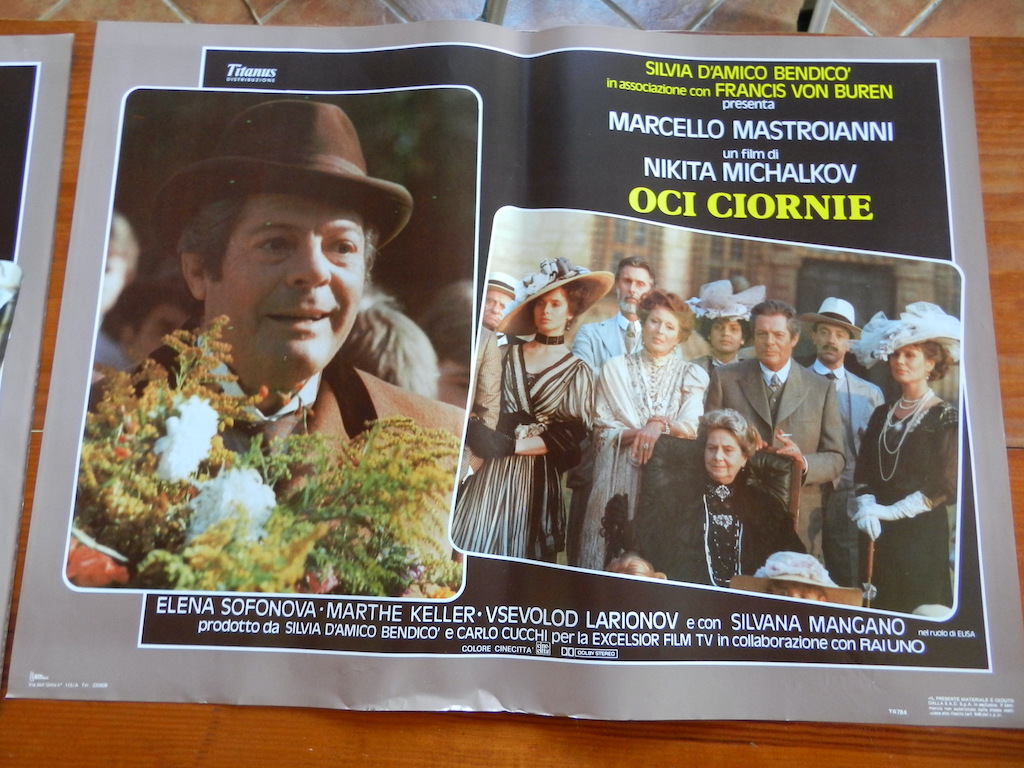 Titanus
DISTRIBUZIONE
SILVIA D'AMICO BENDICO'
in associazione con FRANCIS VON BUREN
presenta
MARCELLO MASTROIANNI
un film di
NIKITA MICHALKOV
OCI CIORNIE
ELENA SOFONOVA · MARTHE KELLER · VSEVOLOD LARIONOV e con SILVANA MANGANO nel ruolo di ELISA
prodotto da SILVIA D'AMICO BENDICO' e CARLO CUCCHI per la EXCELSIOR FILM TV in collaborazione con RAIUNO
COLORE CINECITTA' DOLBY STEREO